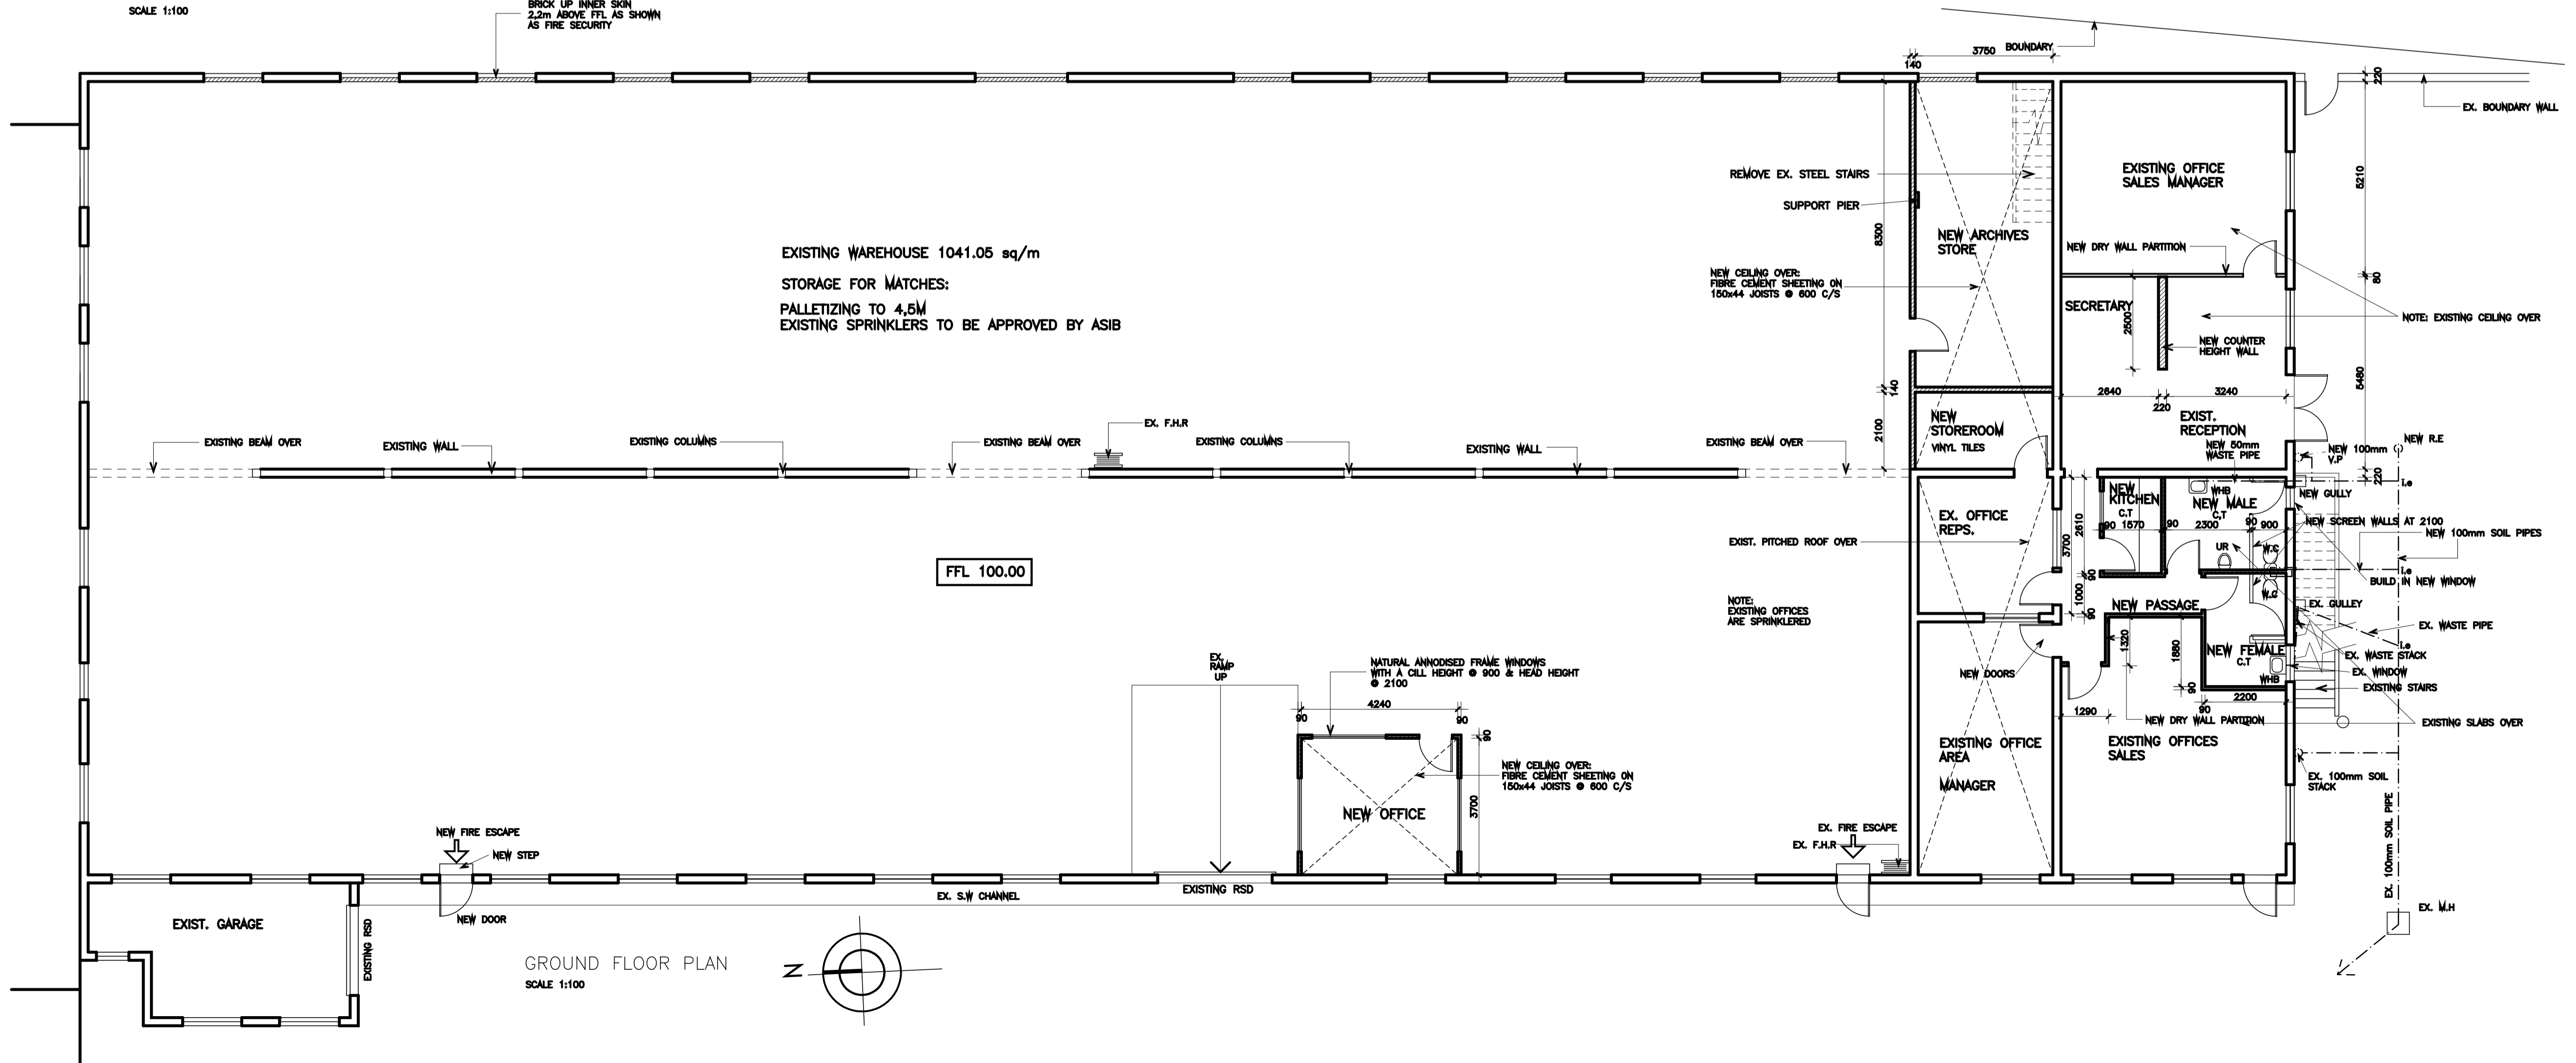 SCALE 1:100
BRICK UP INNER SKIN
2,2m ABOVE FFL AS SHOWN
AS FIRE SECURITY
BOUNDARY
3750
140
220
EX. BOUNDARY WALL
REMOVE EX. STEEL STAIRS
SUPPORT PIER
8300
NEW ARCHIVES
STORE
EXISTING OFFICE
SALES MANAGER
5210
NEW DRY WALL PARTITION
80
EXISTING WAREHOUSE 1041.05 sq/m
STORAGE FOR MATCHES:
PALLETIZING TO 4,5M
EXISTING SPRINKLERS TO BE APPROVED BY ASIB
NEW CEILING OVER:
FIBRE CEMENT SHEETING ON
150x44 JOISTS @ 600 C/S
SECRETARY
2500
NOTE: EXISTING CEILING OVER
NEW COUNTER
HEIGHT WALL
5480
140
2640
220
3240
2100
NEW
STOREROOM
VINYL TILES
EXIST.
RECEPTION
NEW 50mm
WASTE PIPE
NEW R.E
NEW 100mm
V.P
220
i.e
EXISTING BEAM OVER
EXISTING WALL
EXISTING COLUMNS
EXISTING BEAM OVER
EX. F.H.R
EXISTING COLUMNS
EXISTING WALL
EXISTING BEAM OVER
NEW
KITCHEN
C.T
WHB
NEW MALE
C.T
NEW GULLY
90
1570
90
2300
90
900
NEW SCREEN WALLS AT 2100
NEW 100mm SOIL PIPES
EX. OFFICE
REPS.
EXIST. PITCHED ROOF OVER
3700
2610
UR
W.C
i.e
BUILD IN NEW WINDOW
FFL 100.00
90
1000
90
W.C
NEW PASSAGE
EX. GULLEY
NOTE:
EXISTING OFFICES
ARE SPRINKLERED
EX. WASTE PIPE
1320
1880
NEW FEMALE
C.T
i.e
EX. WASTE STACK
EX. WINDOW
WHB
NEW DOORS
EXISTING STAIRS
90
2200
90
1290
NEW DRY WALL PARTITION
EXISTING SLABS OVER
EX.
RAMP
UP
NATURAL ANNODISED FRAME WINDOWS
WITH A CILL HEIGHT @ 900 & HEAD HEIGHT
@ 2100
4240
90
90
90
NEW CEILING OVER:
FIBRE CEMENT SHEETING ON
150x44 JOISTS @ 600 C/S
3700
NEW OFFICE
EXISTING OFFICE
AREA
MANAGER
EXISTING OFFICES
SALES
EX. 100mm SOIL
STACK
EX. 100mm SOIL PIPE
NEW FIRE ESCAPE
NEW STEP
EX. FIRE ESCAPE
EX. F.H.R
EXISTING RSD
EX. S.W CHANNEL
NEW DOOR
EXIST. GARAGE
EXISTING RSD
EX. M.H
GROUND FLOOR PLAN
SCALE 1:100
N